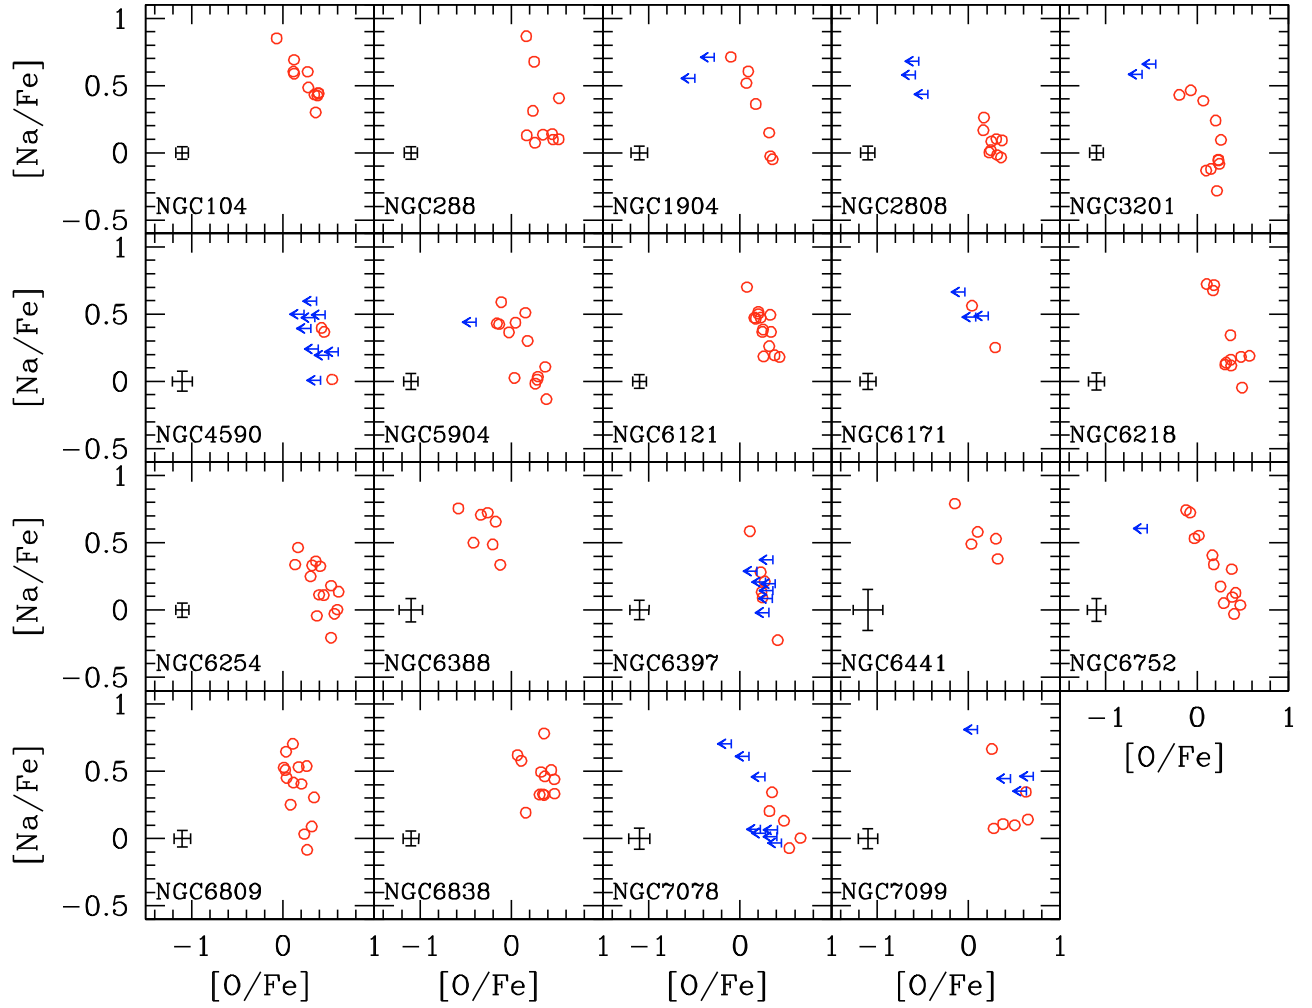 1
[Na/Fe]
0.5
0
−0.5
NGC104
NGC288
NGC1904
NGC2808
NGC3201
1
[Na/Fe]
0.5
0
−0.5
NGC4590
NGC5904
NGC6121
NGC6171
NGC6218
1
[Na/Fe]
0.5
0
−0.5
NGC6254
NGC6388
NGC6397
NGC6441
NGC6752
−1 0 1
[O/Fe]
1
[Na/Fe]
0.5
0
−0.5
NGC6809
NGC6838
NGC7078
NGC7099
−1 0 1 −1 0 1 −1 0 1 −1 0 1
[O/Fe] [O/Fe] [O/Fe] [O/Fe]